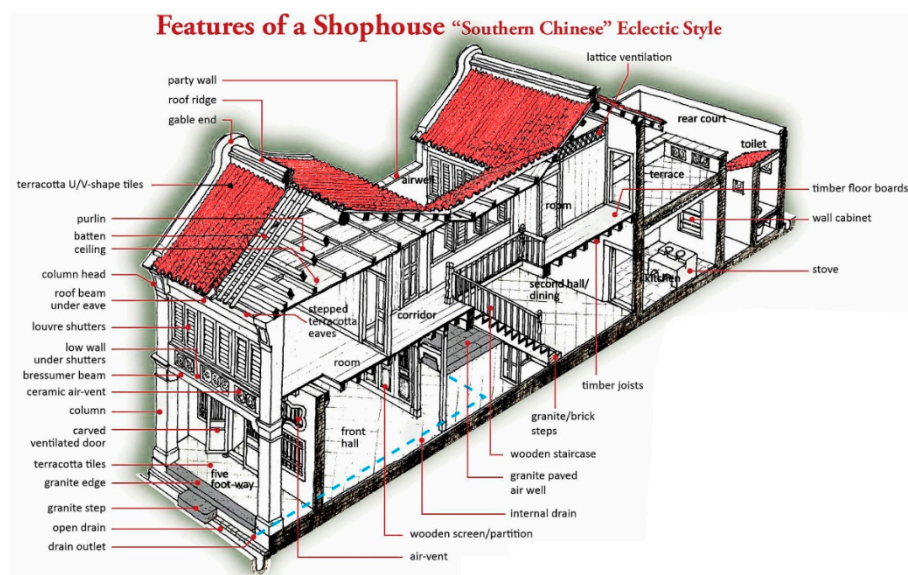 Features of a Shophouse “Southern Chinese” Eclectic Style
lattice ventilation
party wall
roof ridge
gable end
rear court
toilet
terracotta U/V-shape tiles
airwell
terrace
timber floor boards
room
wall cabinet
purlin
batten
ceiling
column head
roof beam
under eave
stepped
terracotta
eaves
corridor
second hall/
dining
kitchen
stove
louvre shutters
low wall
under shutters
room
bressumer beam
ceramic air-vent
column
carved
ventilated door
front
hall
timber joists
granite/brick
steps
wooden staircase
terracotta tiles
five
foot-way
granite edge
granite paved
air well
granite step
internal drain
open drain
wooden screen/partition
drain outlet
air-vent